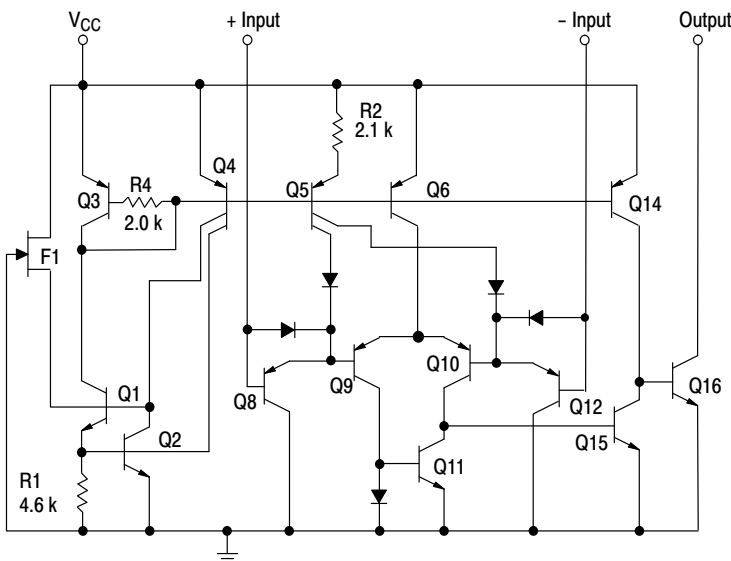 VCC
+ Input
– Input
Output
R2
2.1 k
Q4
Q3
R4
2.0 k
Q5
Q6
Q14
F1
Q1
Q2
Q8
Q9
Q10
Q12
Q16
Q15
Q11
R1
4.6 k